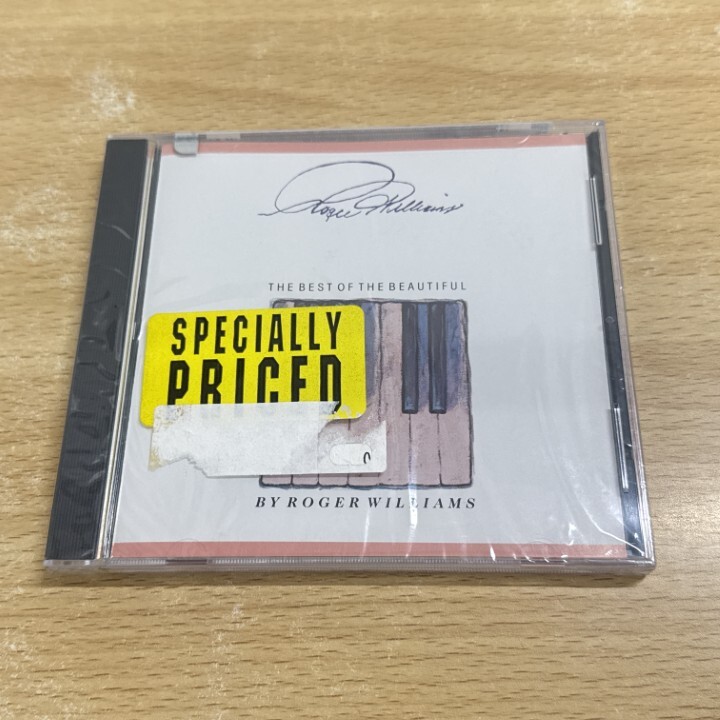 Roger Williams
THE BEST OF THE BEAUTIFUL
SPECIALLY
PRICED
BY ROGER WILLIAMS